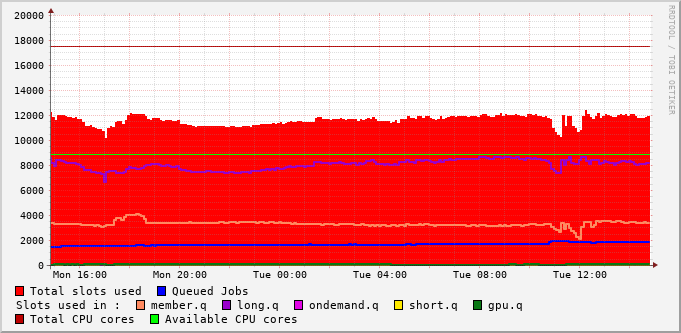 20000
18000
16000
14000
12000
10000
8000
6000
4000
2000
0
Mon 16:00 Mon 20:00 Tue 00:00 Tue 04:00 Tue 08:00 Tue 12:00
RRDTOOL / TOBI OETIKER
Total slots used Queued Jobs
Slots used in : member.q long.q ondemand.q short.q gpu.q
Total CPU cores Available CPU cores